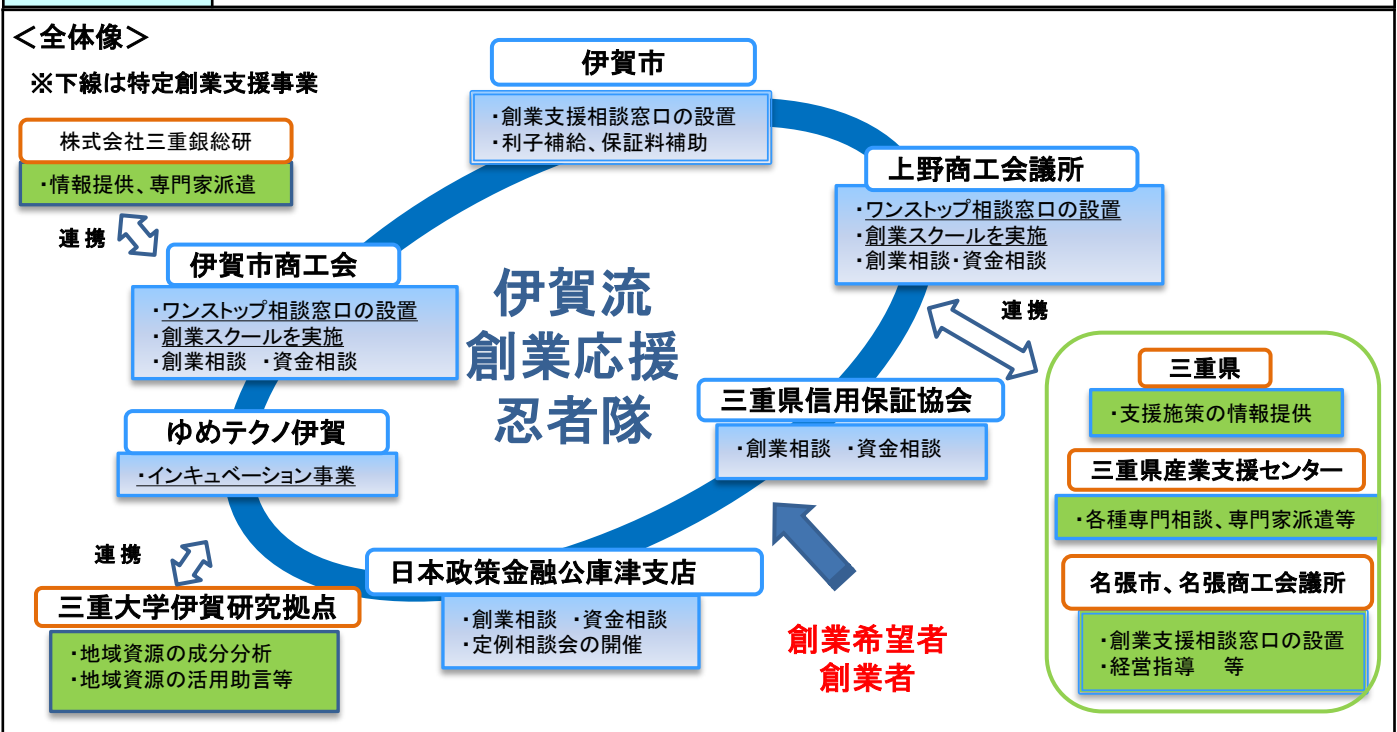 <全体像>
※下線は特定創業支援事業
伊賀市
・創業支援相談窓口の設置
・利子補給、保証料補助
株式会社三重銀総研
・情報提供、専門家派遣
連携
上野商工会議所
・ワンストップ相談窓口の設置
・創業スクールを実施
・創業相談・資金相談
連携
伊賀市商工会
・ワンストップ相談窓口の設置
・創業スクールを実施
・創業相談 ・資金相談
伊賀流
創業応援
忍者隊
三重県
・支援施策の情報提供
三重県産業支援センター
・各種専門相談、専門家派遣等
名張市、名張商工会議所
・創業支援相談窓口の設置
・経営指導 等
三重県信用保証協会
・創業相談 ・資金相談
ゆめテクノ伊賀
・インキュベーション事業
連携
三重大学伊賀研究拠点
・地域資源の成分分析
・地域資源の活用助言等
日本政策金融公庫津支店
・創業相談 ・資金相談
・定例相談会の開催
創業希望者
創業者